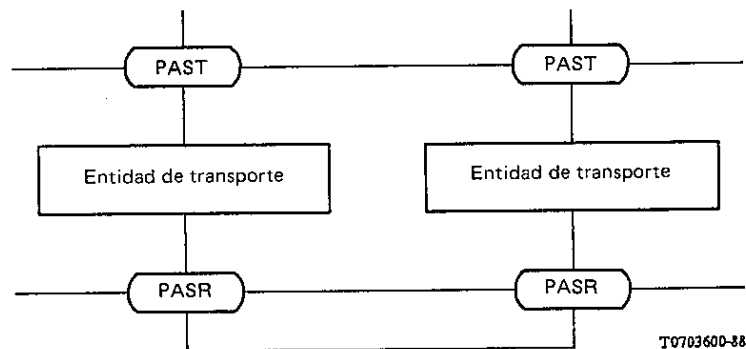 PAST
PAST
Entidad de transporte
Entidad de transporte
PASR
PASR
T0703600-88